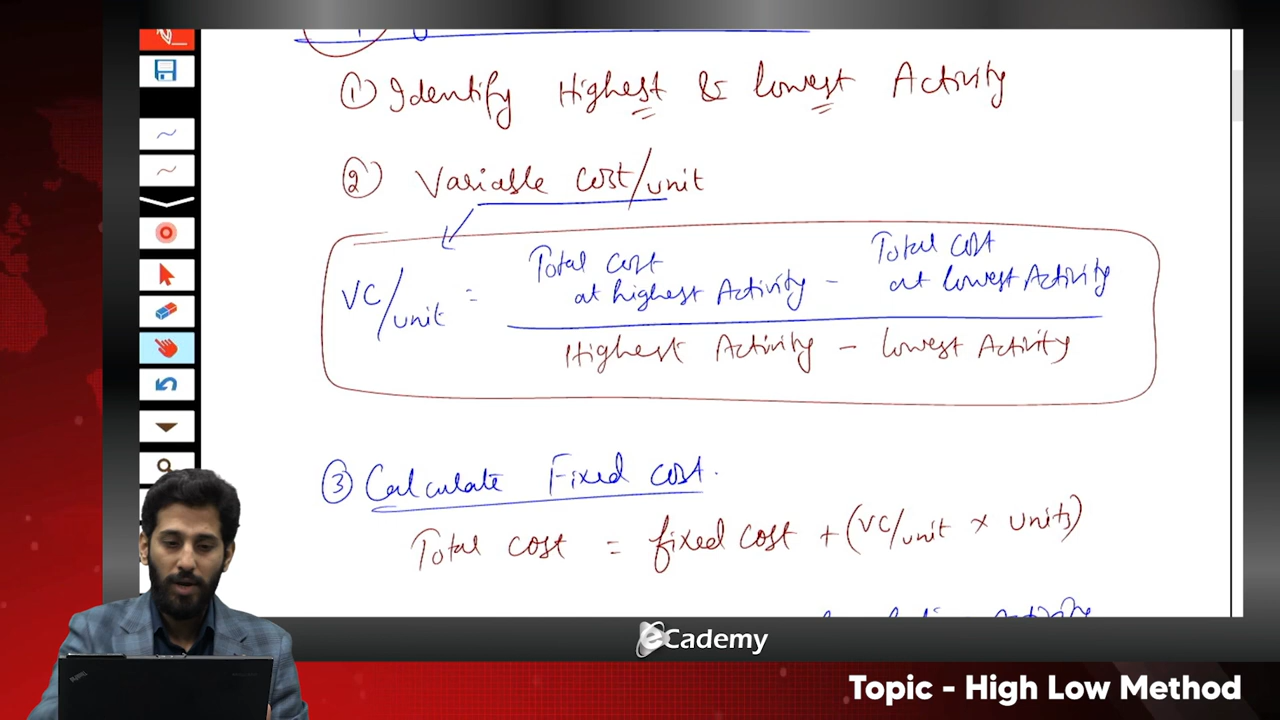 ① Identify Highest & lowest Activity
② Variable cost/unit
VC/unit = Total cost at highest Activity - Total cost at lowest Activity
Highest Activity - lowest Activity
③ Calculate Fixed cost.
Total cost = fixed cost + (VC/unit × units)
eCademy
Topic - High Low Method